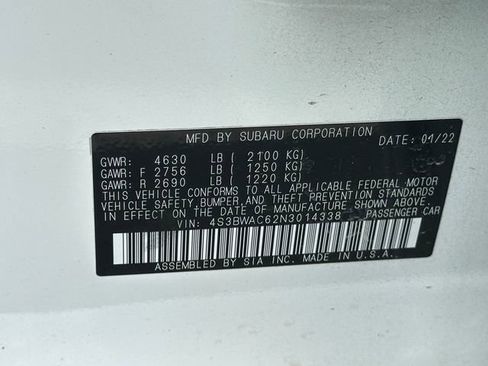 MFD BY SUBARU CORPORATION DATE: 01/22
GVWR: 4630 LB ( 2100 KG)
GAWR: F 2756 LB ( 1250 KG)
GAWR: R 2690 LB ( 1220 KG)
THIS VEHICLE CONFORMS TO ALL APPLICABLE FEDERAL MOTOR
VEHICLE SAFETY, BUMPER, AND THEFT PREVENTION STANDARDS
IN EFFECT ON THE DATE OF MANUFACTURE SHOWN ABOVE.
VIN: 4S3BWAC62N3014338 PASSENGER CAR
ASSEMBLED BY SIA INC. MADE IN U.S.A.